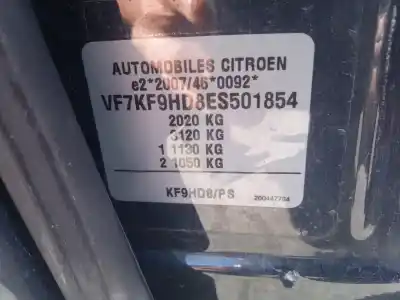 AUTOMOBILES CITROEN
e2*2007/46*0092*
VF7KF9HD8ES501854
2020 KG
3120 KG
1 1130 KG
2 1050 KG
KF9HD8/PS